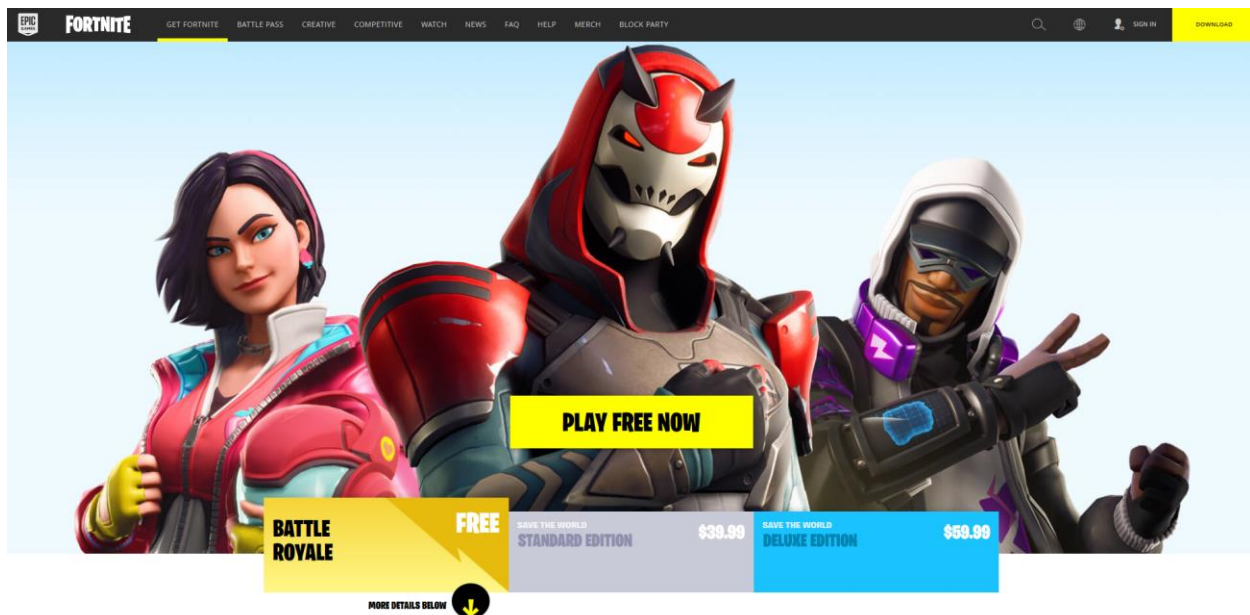 EPIC
GAMES
FORTNITE
GET FORTNITE BATTLE PASS CREATIVE COMPETITIVE WATCH NEWS FAQ HELP MERCH BLOCK PARTY
SIGN IN
DOWNLOAD
PLAY FREE NOW
BATTLE
ROYALE
FREE
SAVE THE WORLD
STANDARD EDITION
$39.99
SAVE THE WORLD
DELUXE EDITION
$59.99
MORE DETAILS BELOW